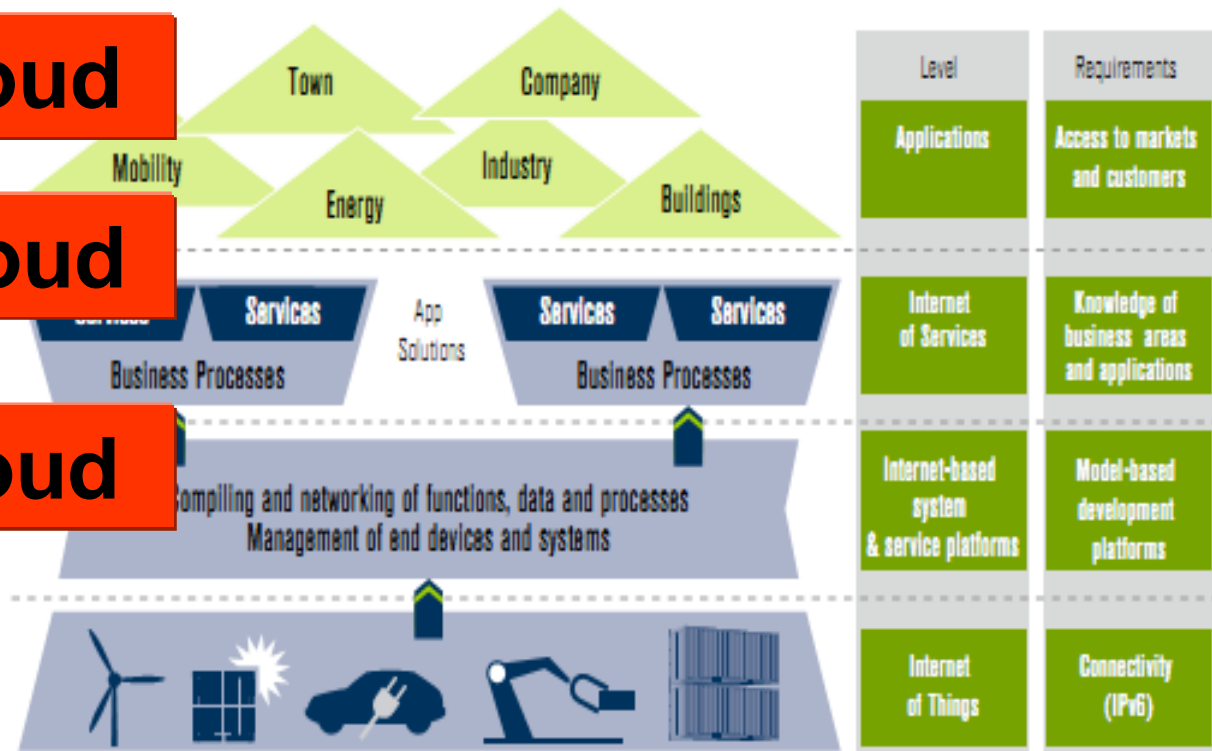 oud
oud
oud
Town
Company
Mobility
Industry
Energy
Buildings
Services
Services
Services
Services
Business Processes
App
Solutions
Business Processes
ompiling and networking of functions, data and processes
Management of end devices and systems
Level
Applications
Internet
of Services
Internet-based
system
& service platforms
Internet
of Things
Requirements
Access to markets
and customers
Knowledge of
business areas
and applications
Model-based
development
platforms
Connectivity
(IPv6)